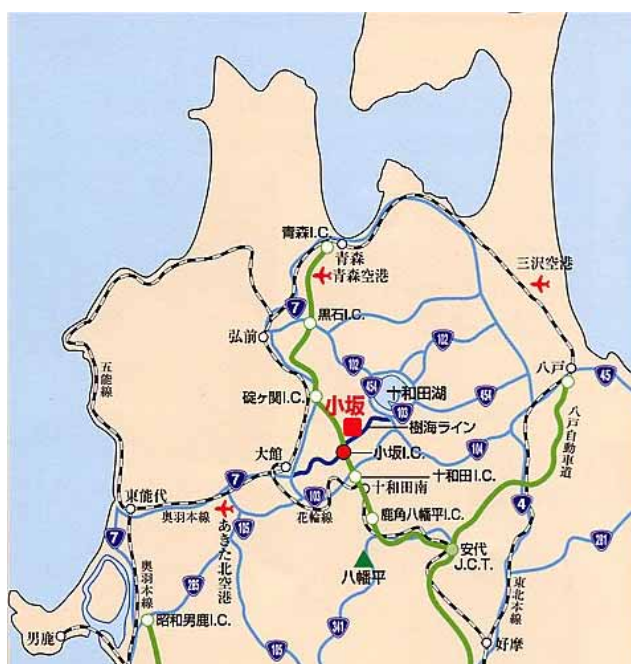 青森I.C.
青森
青森空港
三沢空港
7
黒石I.C.
弘前
102
102
八戸
45
五能線
454
十和田湖
454
碇ヶ関I.C.
小坂
103
樹海ライン
八戸自動車道
104
小坂I.C.
大館
7
十和田I.C.
103
十和田南
4
東能代
奥羽本線
花輪線
鹿角八幡平I.C.
7
105
あきた北空港
安代
J.C.T.
281
八幡平
奥羽本線
285
東北本線
昭和男鹿I.C.
341
男鹿
105
好摩